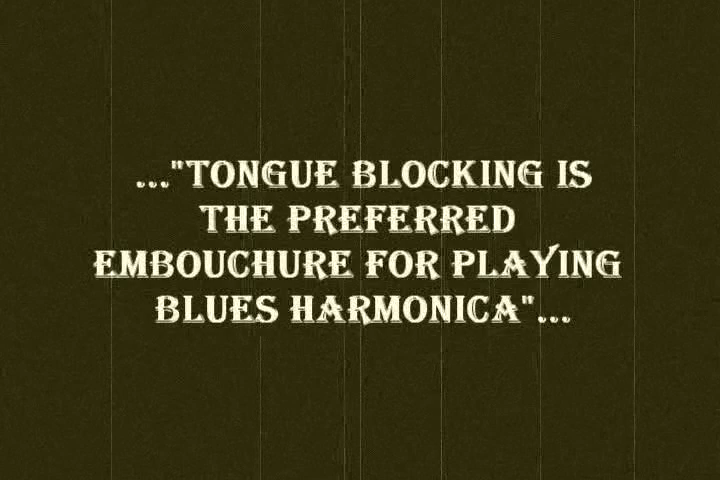 ..."TONGUE BLOCKING IS
THE PREFERRED
EMBOUCHURE FOR PLAYING
BLUES HARMONICA"...